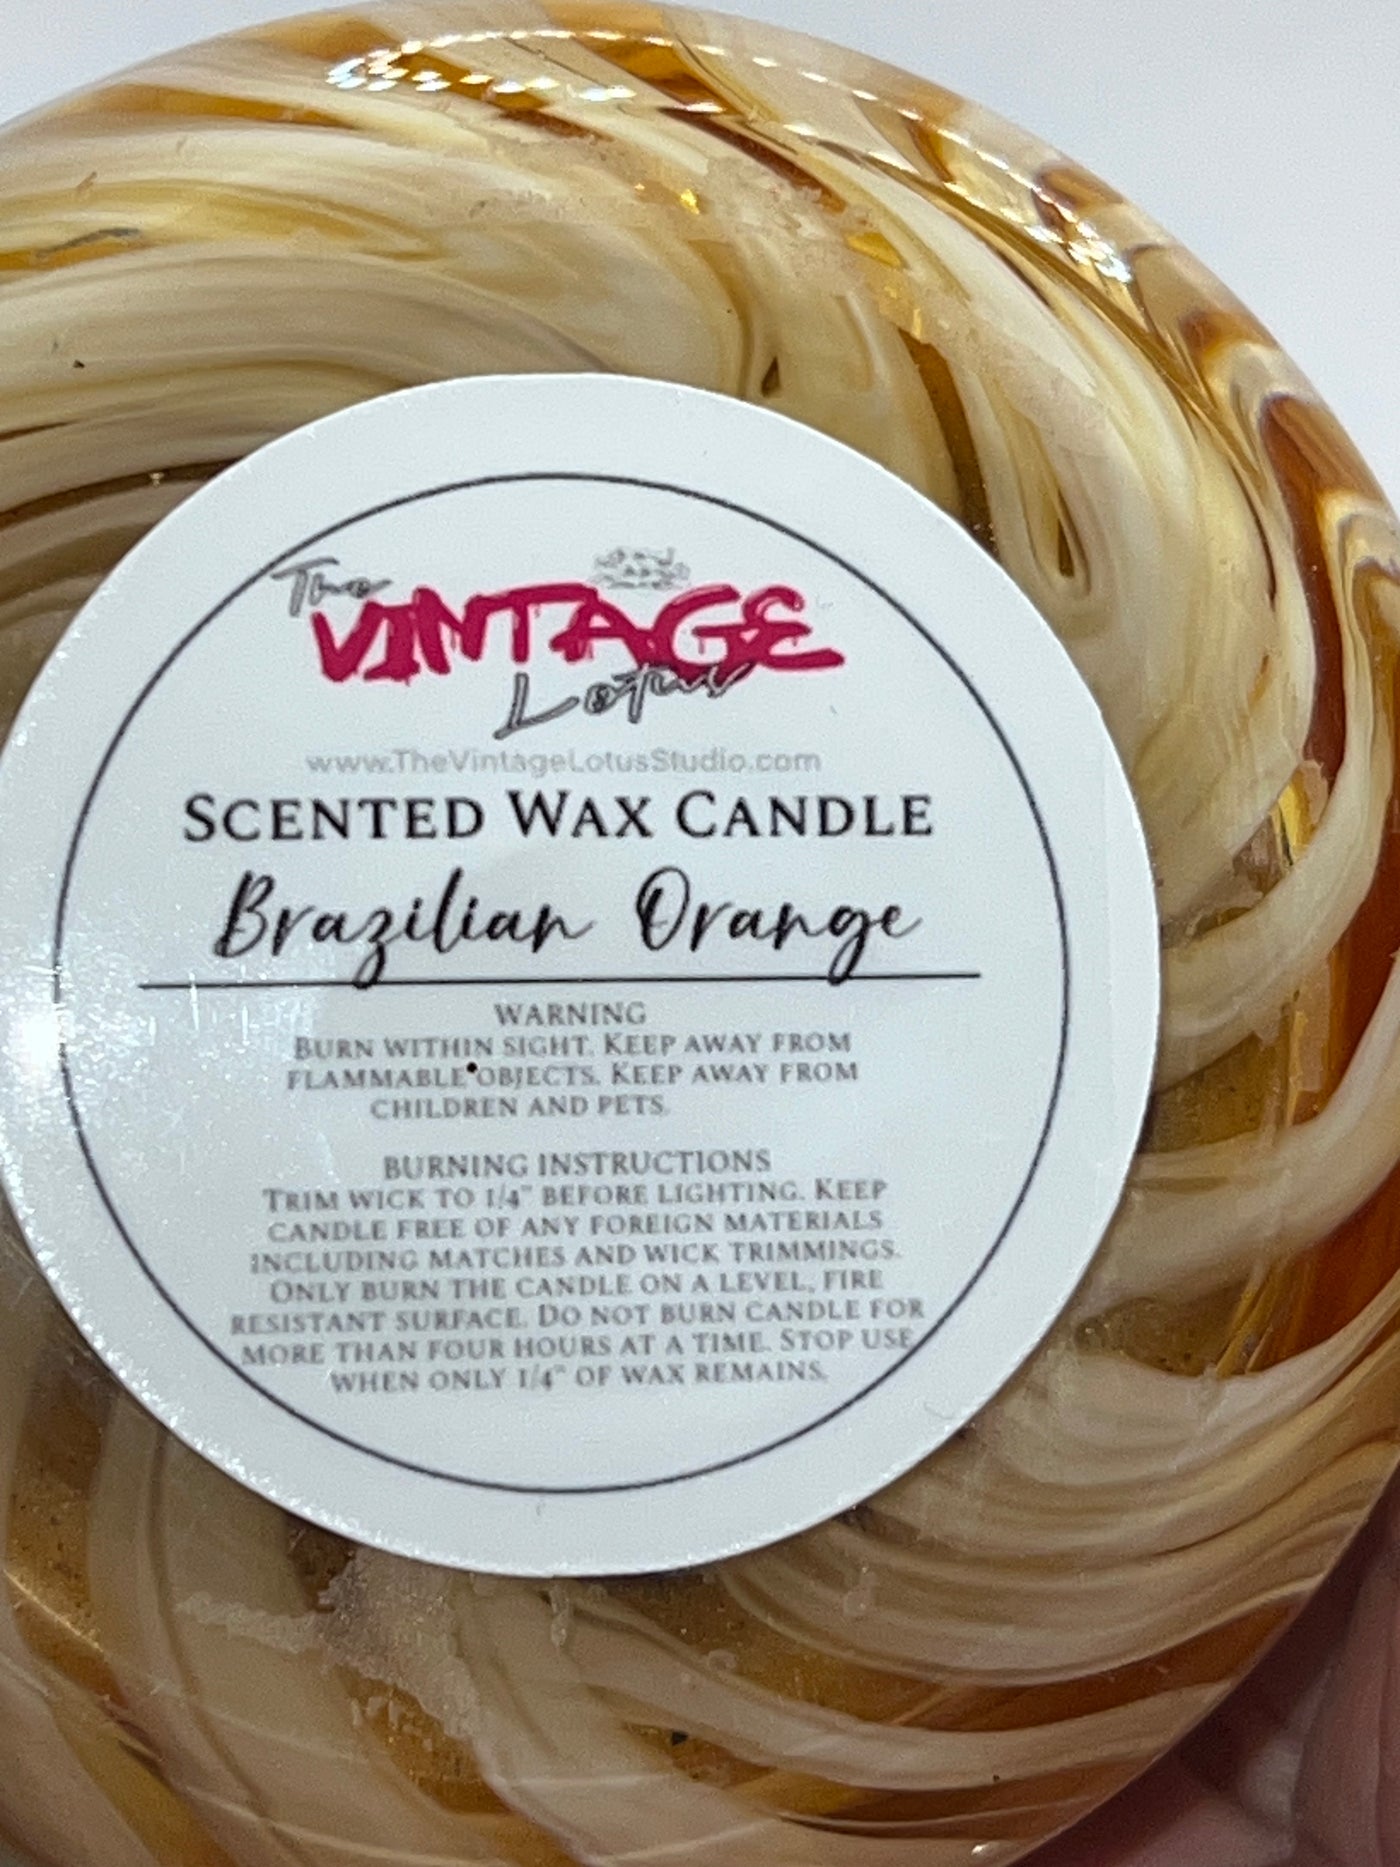 The
VINTAGE
Lotus
www.TheVintageLotusStudio.com
SCENTED WAX CANDLE
Brazilian Orange
WARNING
BURN WITHIN SIGHT. KEEP AWAY FROM
FLAMMABLE OBJECTS. KEEP AWAY FROM
CHILDREN AND PETS.
BURNING INSTRUCTIONS
TRIM WICK TO 1/4" BEFORE LIGHTING. KEEP
CANDLE FREE OF ANY FOREIGN MATERIALS
INCLUDING MATCHES AND WICK TRIMMINGS.
ONLY BURN THE CANDLE ON A LEVEL, FIRE
RESISTANT SURFACE. DO NOT BURN CANDLE FOR
MORE THAN FOUR HOURS AT A TIME. STOP USE
WHEN ONLY 1/4" OF WAX REMAINS.